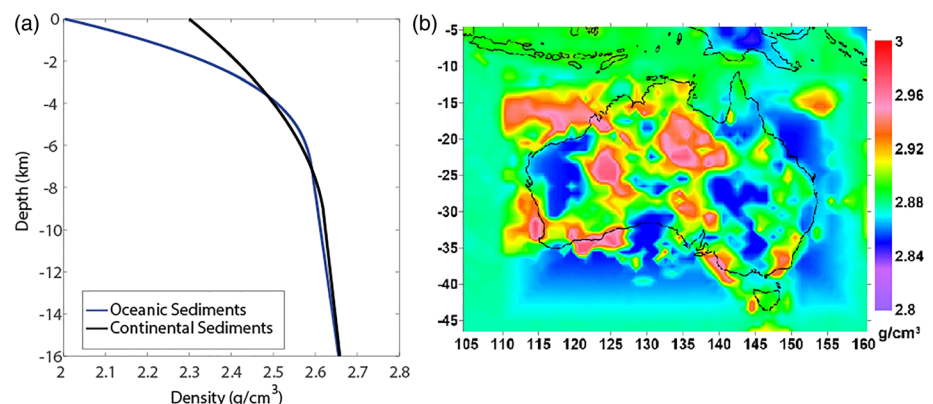 (a)
0
-2
-4
-6
-8
-10
-12
-14
-16
Depth (km)
Oceanic Sediments
Continental Sediments
2 2.1 2.2 2.3 2.4 2.5 2.6 2.7 2.8
Density (g/cm³)
(b)
-5
-10
-15
-20
-25
-30
-35
-40
-45
105 110 115 120 125 130 135 140 145 150 155 160
3
2.96
2.92
2.88
2.84
2.8
g/cm³